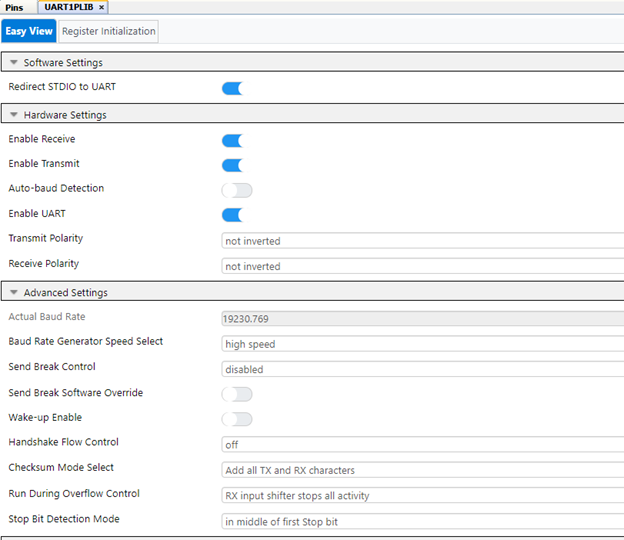 Pins UART1PLIB ×
Easy View Register Initialization
Software Settings
Redirect STDIO to UART
Hardware Settings
Enable Receive
Enable Transmit
Auto-baud Detection
Enable UART
Transmit Polarity not inverted
Receive Polarity not inverted
Advanced Settings
Actual Baud Rate 19230.769
Baud Rate Generator Speed Select high speed
Send Break Control disabled
Send Break Software Override
Wake-up Enable
Handshake Flow Control off
Checksum Mode Select Add all TX and RX characters
Run During Overflow Control RX input shifter stops all activity
Stop Bit Detection Mode in middle of first Stop bit